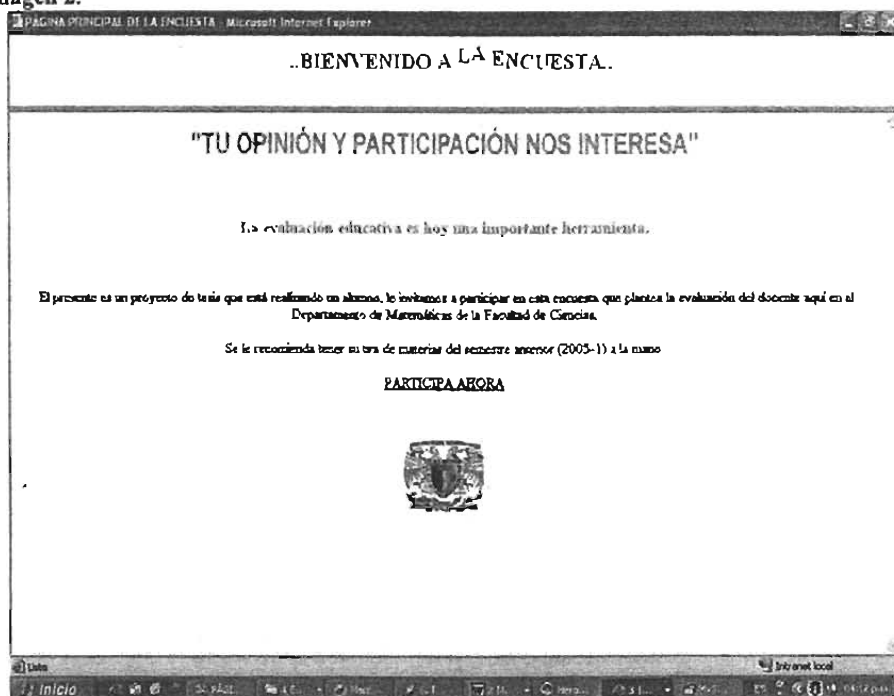 PAGINA PRINCIPAL DE LA ENCUESTA - Microsoft Internet Explorer
..BIENVENIDO A LA ENCUESTA..
"TU OPINIÓN Y PARTICIPACIÓN NOS INTERESA"
La evaluación educativa es hoy una importante herramienta.
El presente es un proyecto de tesis que está realizando un alumno, le invitamos a participar en esta encuesta que plantea la evaluación del docente aquí en el
Departamento de Matemáticas de la Facultad de Ciencias.
Se le recomienda tener su tira de materias del semestre anterior (2005-1) a la mano
PARTICIPA AHORA
Listo
Intranet local
Inicio